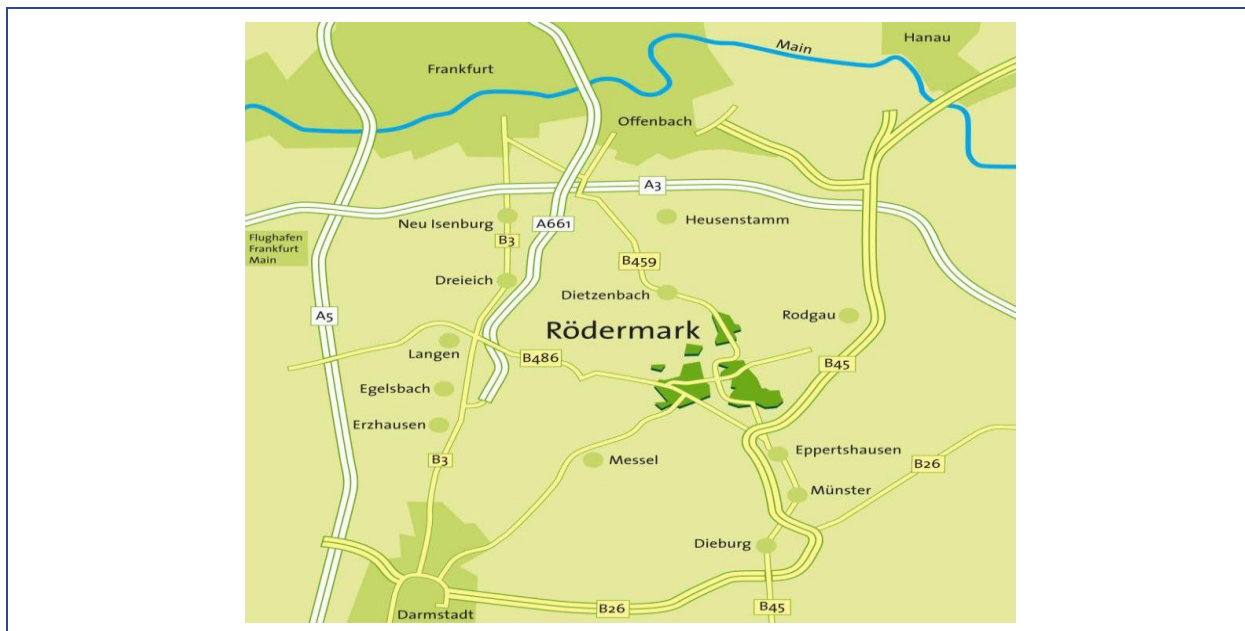 Hanau
Main
Frankfurt
Offenbach
A3
Neu Isenburg
A661
Heusenstamm
B3
Flughafen
Frankfurt
Main
B459
Dreieich
Dietzenbach
A5
Rodgau
Rödermark
Langen
B486
B45
Egelsbach
Erzhausen
B3
Messel
Eppertshausen
B26
Münster
Dieburg
Darmstadt
B26
B45